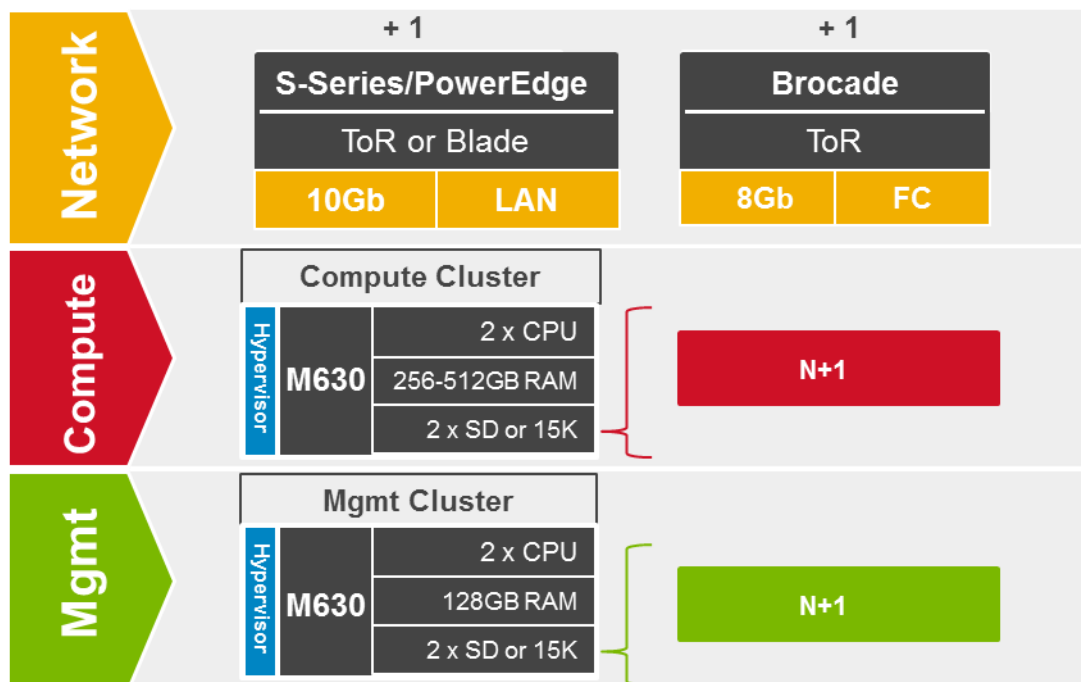 Network
+ 1
S-Series/PowerEdge
ToR or Blade
10Gb
LAN
+ 1
Brocade
ToR
8Gb
FC
Compute
Compute Cluster
Hypervisor
M630
2 x CPU
256-512GB RAM
2 x SD or 15K
N+1
Mgmt
Mgmt Cluster
Hypervisor
M630
2 x CPU
128GB RAM
2 x SD or 15K
N+1